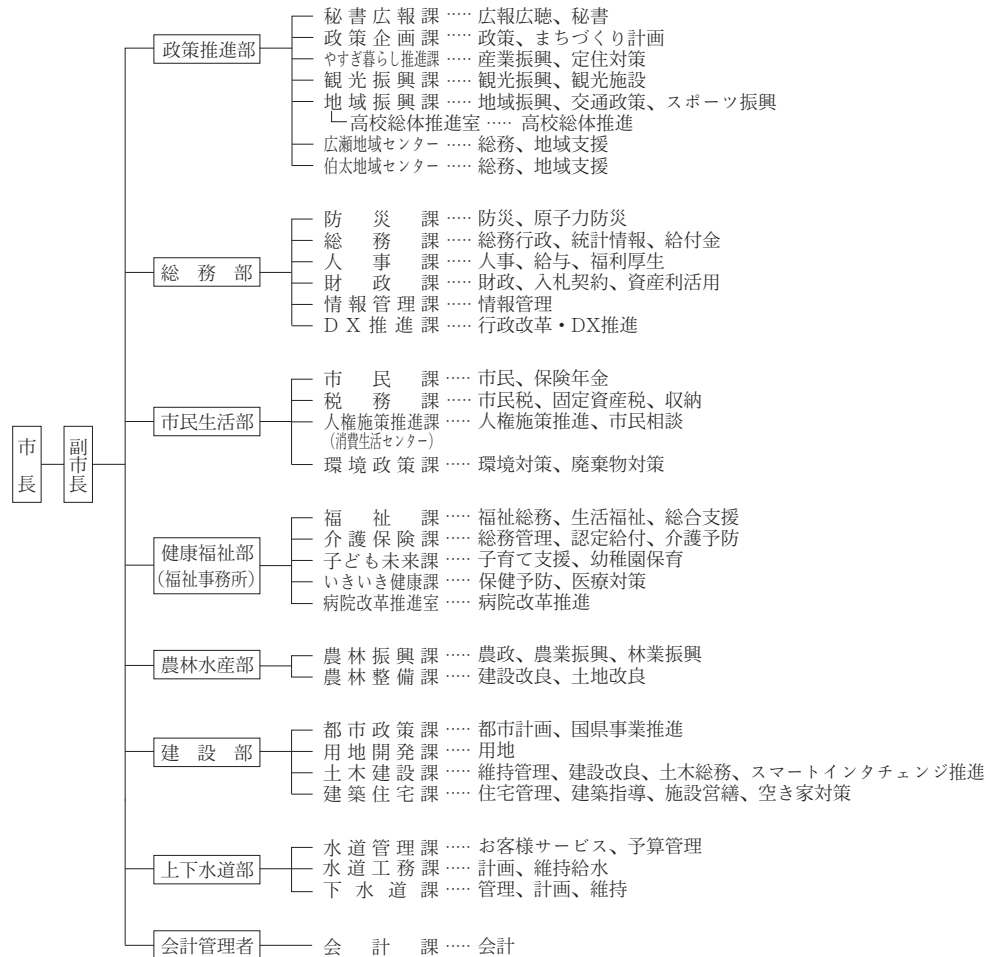 市長
副市長
政策推進部
秘書広報課 ····· 広報広聴、秘書
政策企画課 ····· 政策、まちづくり計画
やすぎ暮らし推進課 ····· 産業振興、定住対策
観光振興課 ····· 観光振興、観光施設
地域振興課 ····· 地域振興、交通政策、スポーツ振興
高校総体推進室 ····· 高校総体推進
広瀬地域センター ····· 総務、地域支援
伯太地域センター ····· 総務、地域支援
総務部
防災課 ····· 防災、原子力防災
総務課 ····· 総務行政、統計情報、給付金
人事課 ····· 人事、給与、福利厚生
財政課 ····· 財政、入札契約、資産利活用
情報管理課 ····· 情報管理
DX推進課 ····· 行政改革・DX推進
市民生活部
市民課 ····· 市民、保険年金
税務課 ····· 市民税、固定資産税、収納
人権施策推進課 ····· 人権施策推進、市民相談
(消費生活センター)
環境政策課 ····· 環境対策、廃棄物対策
健康福祉部
(福祉事務所)
福祉課 ····· 福祉総務、生活福祉、総合支援
介護保険課 ····· 総務管理、認定給付、介護予防
子ども未来課 ····· 子育て支援、幼稚園保育
いきいき健康課 ····· 保健予防、医療対策
病院改革推進室 ····· 病院改革推進
農林水産部
農林振興課 ····· 農政、農業振興、林業振興
農林整備課 ····· 建設改良、土地改良
建設部
都市政策課 ····· 都市計画、国県事業推進
用地開発課 ····· 用地
土木建設課 ····· 維持管理、建設改良、土木総務、スマートインタチェンジ推進
建築住宅課 ····· 住宅管理、建築指導、施設営繕、空き家対策
上下水道部
水道管理課 ····· お客様サービス、予算管理
水道工務課 ····· 計画、維持給水
下水道課 ····· 管理、計画、維持
会計管理者
会計課 ····· 会計